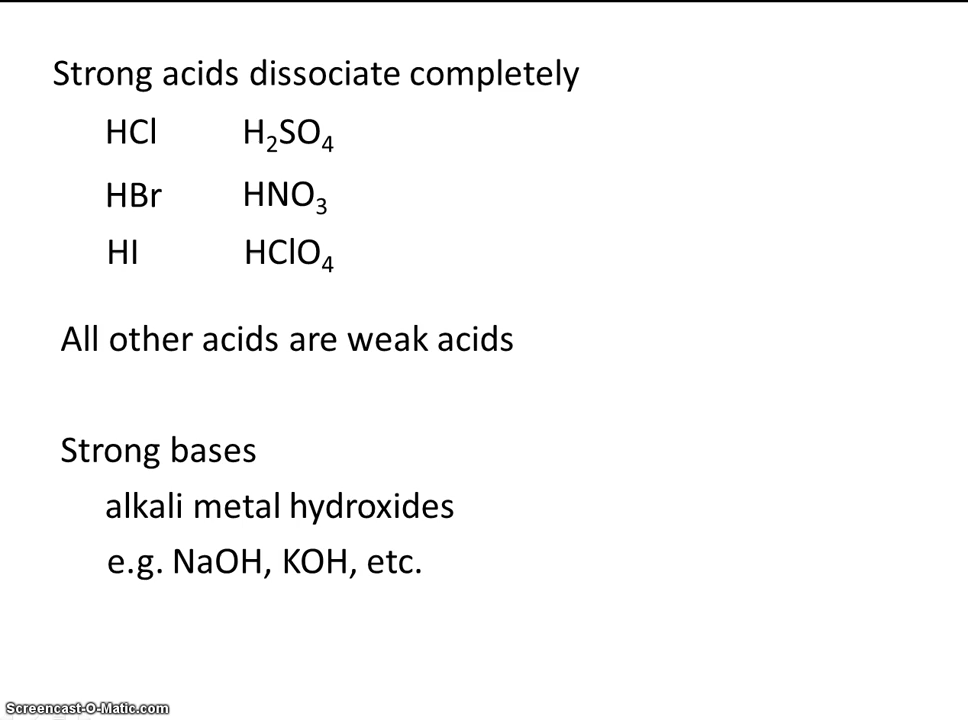 Strong acids dissociate completely
HCl H₂SO₄
HBr HNO₃
HI HClO₄
All other acids are weak acids
Strong bases
alkali metal hydroxides
e.g. NaOH, KOH, etc.
Screencast-O-Matic.com